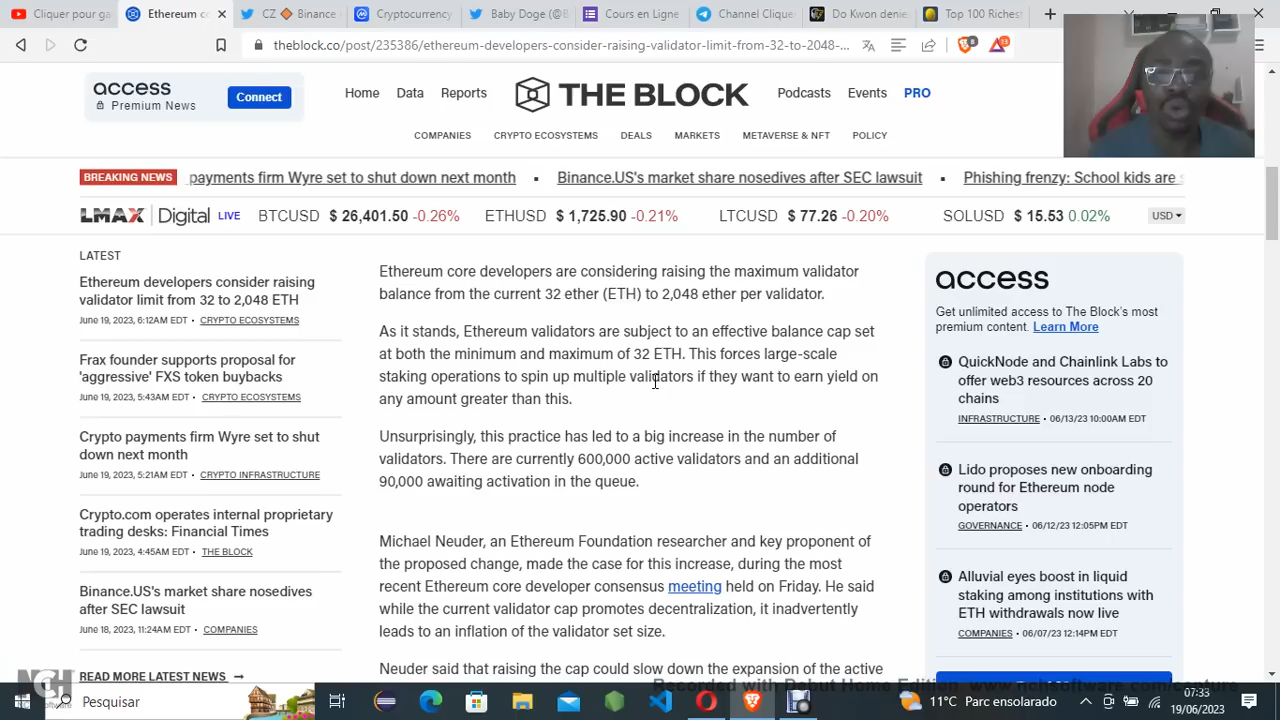 Cliquer pour ga
Ethereum co
CZ Binance
Cryptocurrency
Baby Doge (@B
Cours en Ligne
Channel Clique
Do Kwon denie
Top 100 Richest
theblock.co/post/235386/ethereum-developers-consider-raising-validator-limit-from-32-to-2048-...
access
Premium News
Connect
Home Data Reports
THE BLOCK
Podcasts Events PRO
COMPANIES CRYPTO ECOSYSTEMS DEALS MARKETS METAVERSE & NFT POLICY
BREAKING NEWS payments firm Wyre set to shut down next month ▪ Binance.US's market share nosedives after SEC lawsuit ▪ Phishing frenzy: School kids are
LMAX Digital LIVE BTCUSD $ 26,401.50 -0.26% ETHUSD $ 1,725.90 -0.21% LTCUSD $ 77.26 -0.20% SOLUSD $ 15.53 0.02% USD
LATEST
Ethereum developers consider raising
validator limit from 32 to 2,048 ETH
June 19, 2023, 6:12AM EDT CRYPTO ECOSYSTEMS
Frax founder supports proposal for
'aggressive' FXS token buybacks
June 19, 2023, 5:43AM EDT CRYPTO ECOSYSTEMS
Crypto payments firm Wyre set to shut
down next month
June 19, 2023, 5:21AM EDT CRYPTO INFRASTRUCTURE
Crypto.com operates internal proprietary
trading desks: Financial Times
June 19, 2023, 4:45AM EDT THE BLOCK
Binance.US's market share nosedives
after SEC lawsuit
June 18, 2023, 11:24AM EDT COMPANIES
READ MORE LATEST NEWS
Ethereum core developers are considering raising the maximum validator
balance from the current 32 ether (ETH) to 2,048 ether per validator.
As it stands, Ethereum validators are subject to an effective balance cap set
at both the minimum and maximum of 32 ETH. This forces large-scale
staking operations to spin up multiple validators if they want to earn yield on
any amount greater than this.
Unsurprisingly, this practice has led to a big increase in the number of
validators. There are currently 600,000 active validators and an additional
90,000 awaiting activation in the queue.
Michael Neuder, an Ethereum Foundation researcher and key proponent of
the proposed change, made the case for this increase, during the most
recent Ethereum core developer consensus meeting held on Friday. He said
while the current validator cap promotes decentralization, it inadvertently
leads to an inflation of the validator set size.
Neuder said that raising the cap could slow down the expansion of the active
access
Get unlimited access to The Block's most
premium content. Learn More
QuickNode and Chainlink Labs to
offer web3 resources across 20
chains
INFRASTRUCTURE • 06/13/23 10:00AM EDT
Lido proposes new onboarding
round for Ethereum node
operators
GOVERNANCE • 06/12/23 12:05PM EDT
Alluvial eyes boost in liquid
staking among institutions with
ETH withdrawals now live
COMPANIES • 06/07/23 12:14PM EDT
NCH
Recorded with Debut Home Edition. www.nchsoftware.com/capture
Pesquisar
11°C Parc ensolarado
07:33
19/06/2023